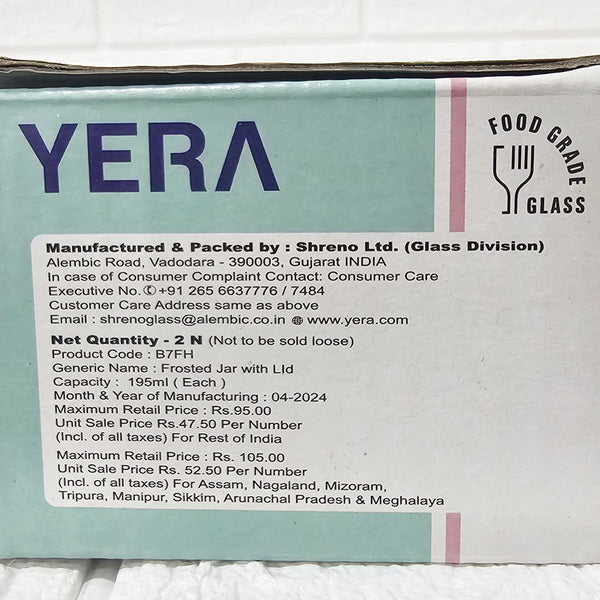 YERA
FOOD GRADE
GLASS
Manufactured & Packed by : Shreno Ltd. (Glass Division)
Alembic Road, Vadodara - 390003, Gujarat INDIA
In case of Consumer Complaint Contact: Consumer Care
Executive No. ✆+91 265 6637776 / 7484
Customer Care Address same as above
Email : shrenoglass@alembic.co.in 🌐 www.yera.com
Net Quantity - 2 N (Not to be sold loose)
Product Code : B7FH
Generic Name : Frosted Jar with LId
Capacity : 195ml ( Each )
Month & Year of Manufacturing : 04-2024
Maximum Retail Price : Rs.95.00
Unit Sale Price Rs.47.50 Per Number
(Incl. of all taxes) For Rest of India
Maximum Retail Price : Rs. 105.00
Unit Sale Price Rs. 52.50 Per Number
(Incl. of all taxes) For Assam, Nagaland, Mizoram,
Tripura, Manipur, Sikkim, Arunachal Pradesh & Meghalaya